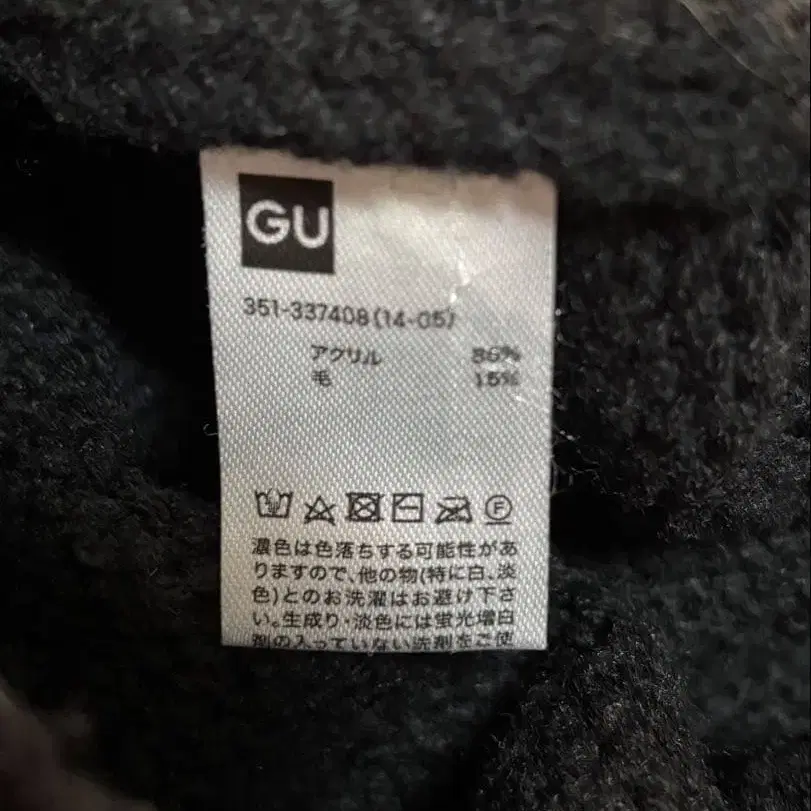 GU
351-337408(14-05)
アクリル 85%
毛 15%
F
濃色は色落ちする可能性があ
りますので、他の物(特に白、淡
色)とのお洗濯はお避け下さ
い。生成り・淡色には蛍光増白
剤の入っていない洗剤をご使